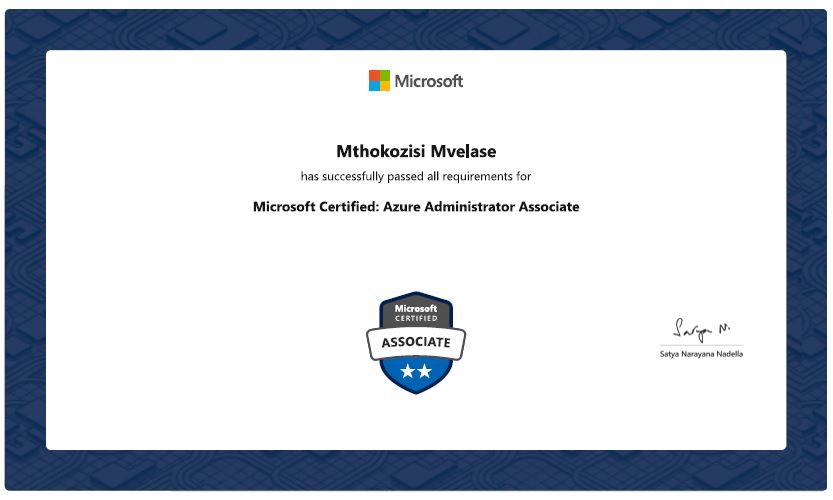 Microsoft
Mthokozisi Mvelase
has successfully passed all requirements for
Microsoft Certified: Azure Administrator Associate
Microsoft
CERTIFIED
ASSOCIATE
Satya N.
Satya Narayana Nadella